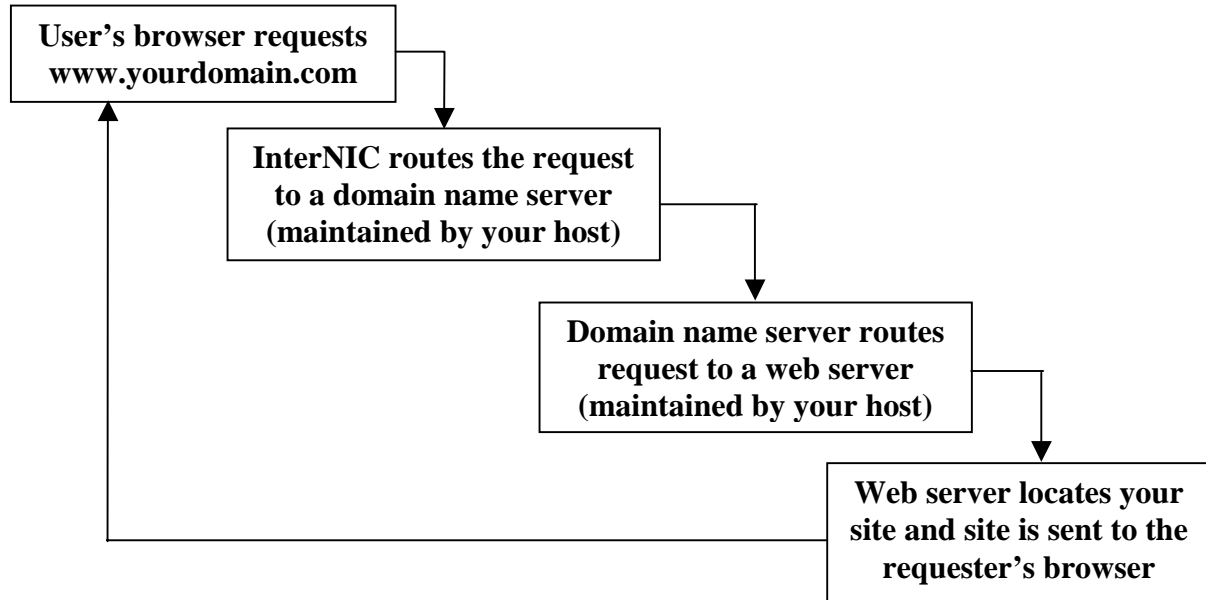 User’s browser requests
www.yourdomain.com
InterNIC routes the request
to a domain name server
(maintained by your host)
Domain name server routes
request to a web server
(maintained by your host)
Web server locates your
site and site is sent to the
requester’s browser